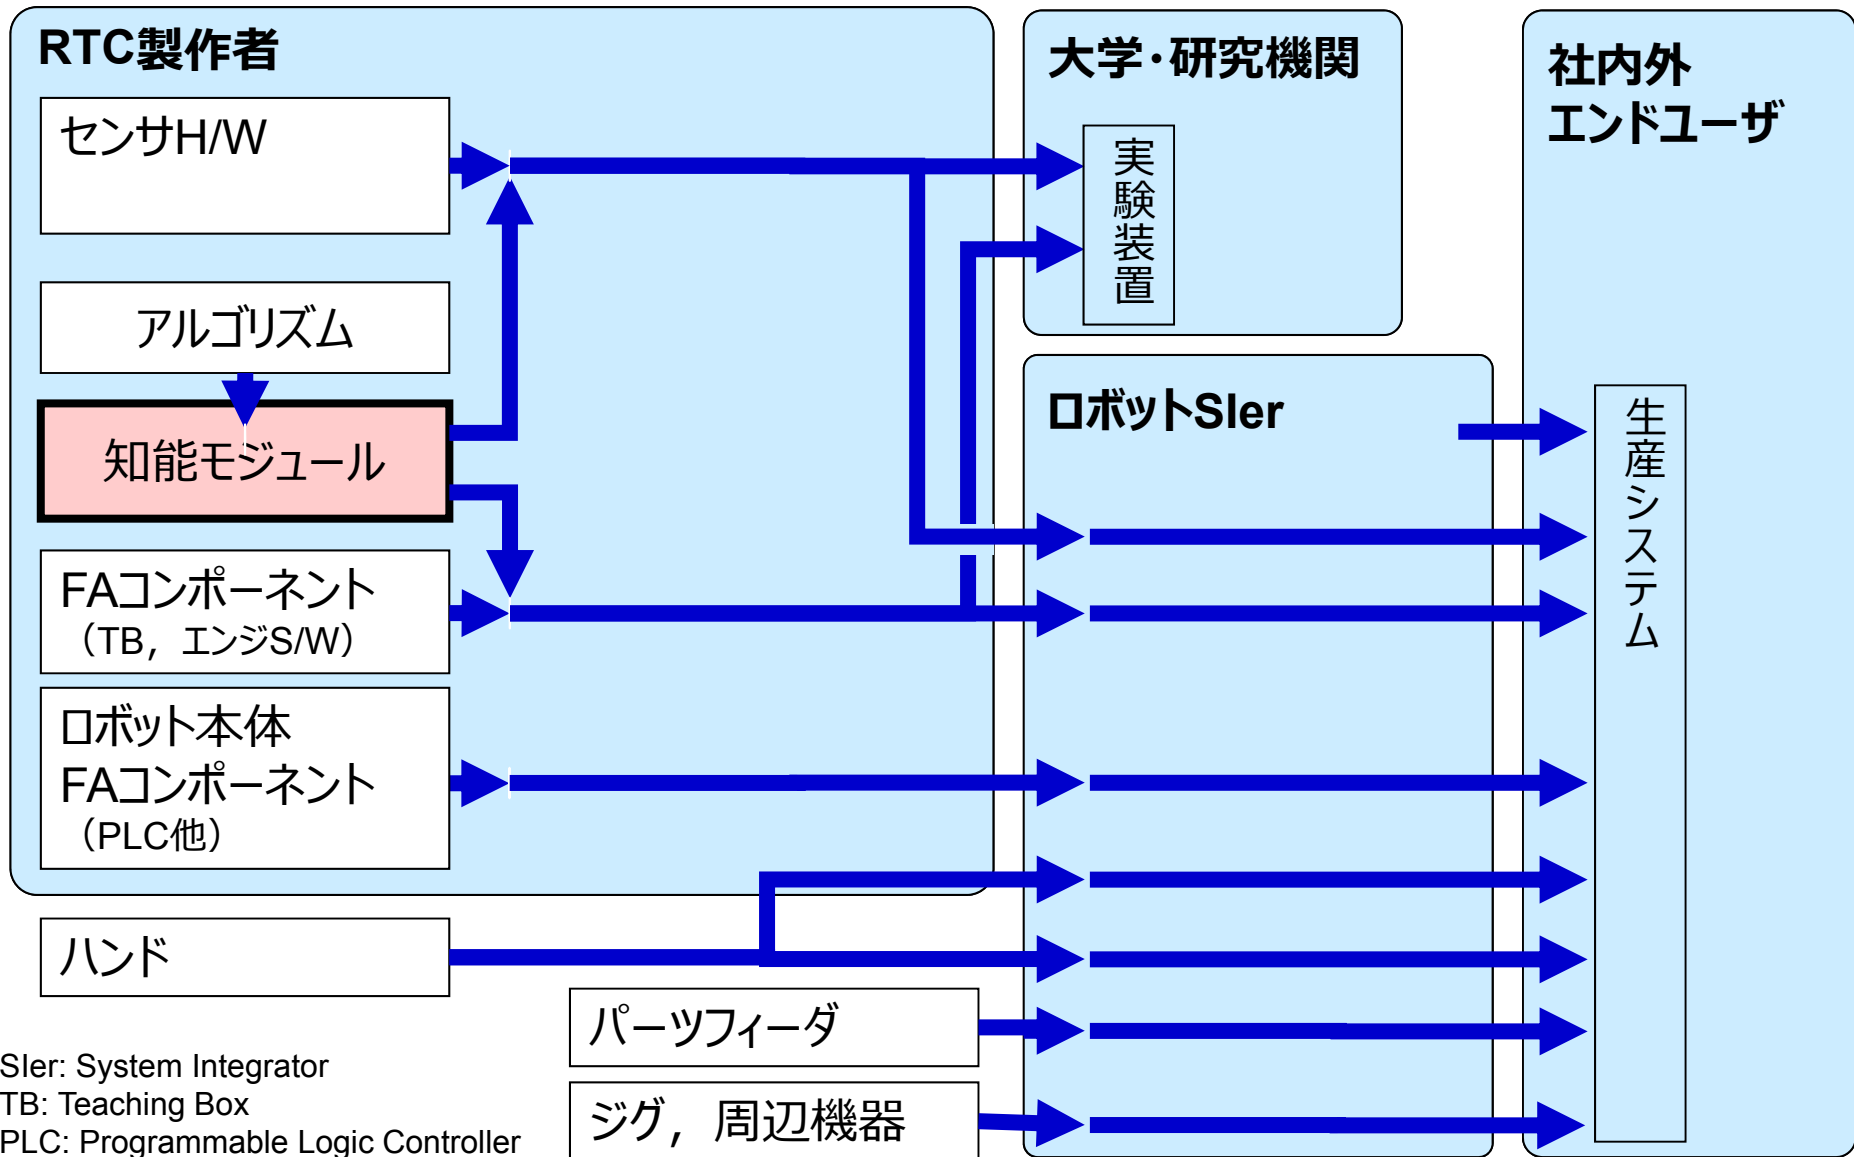 RTC製作者
センサH/W
アルゴリズム
知能モジュール
FAコンポーネント
（TB，エンジS/W）
ロボット本体
FAコンポーネント
（PLC他）
ハンド
パーツフィーダ
ジグ，周辺機器
大学・研究機関
実験装置
ロボットSIer
社内外
エンドユーザ
生産システム
SIer: System Integrator
TB: Teaching Box
PLC: Programmable Logic Controller